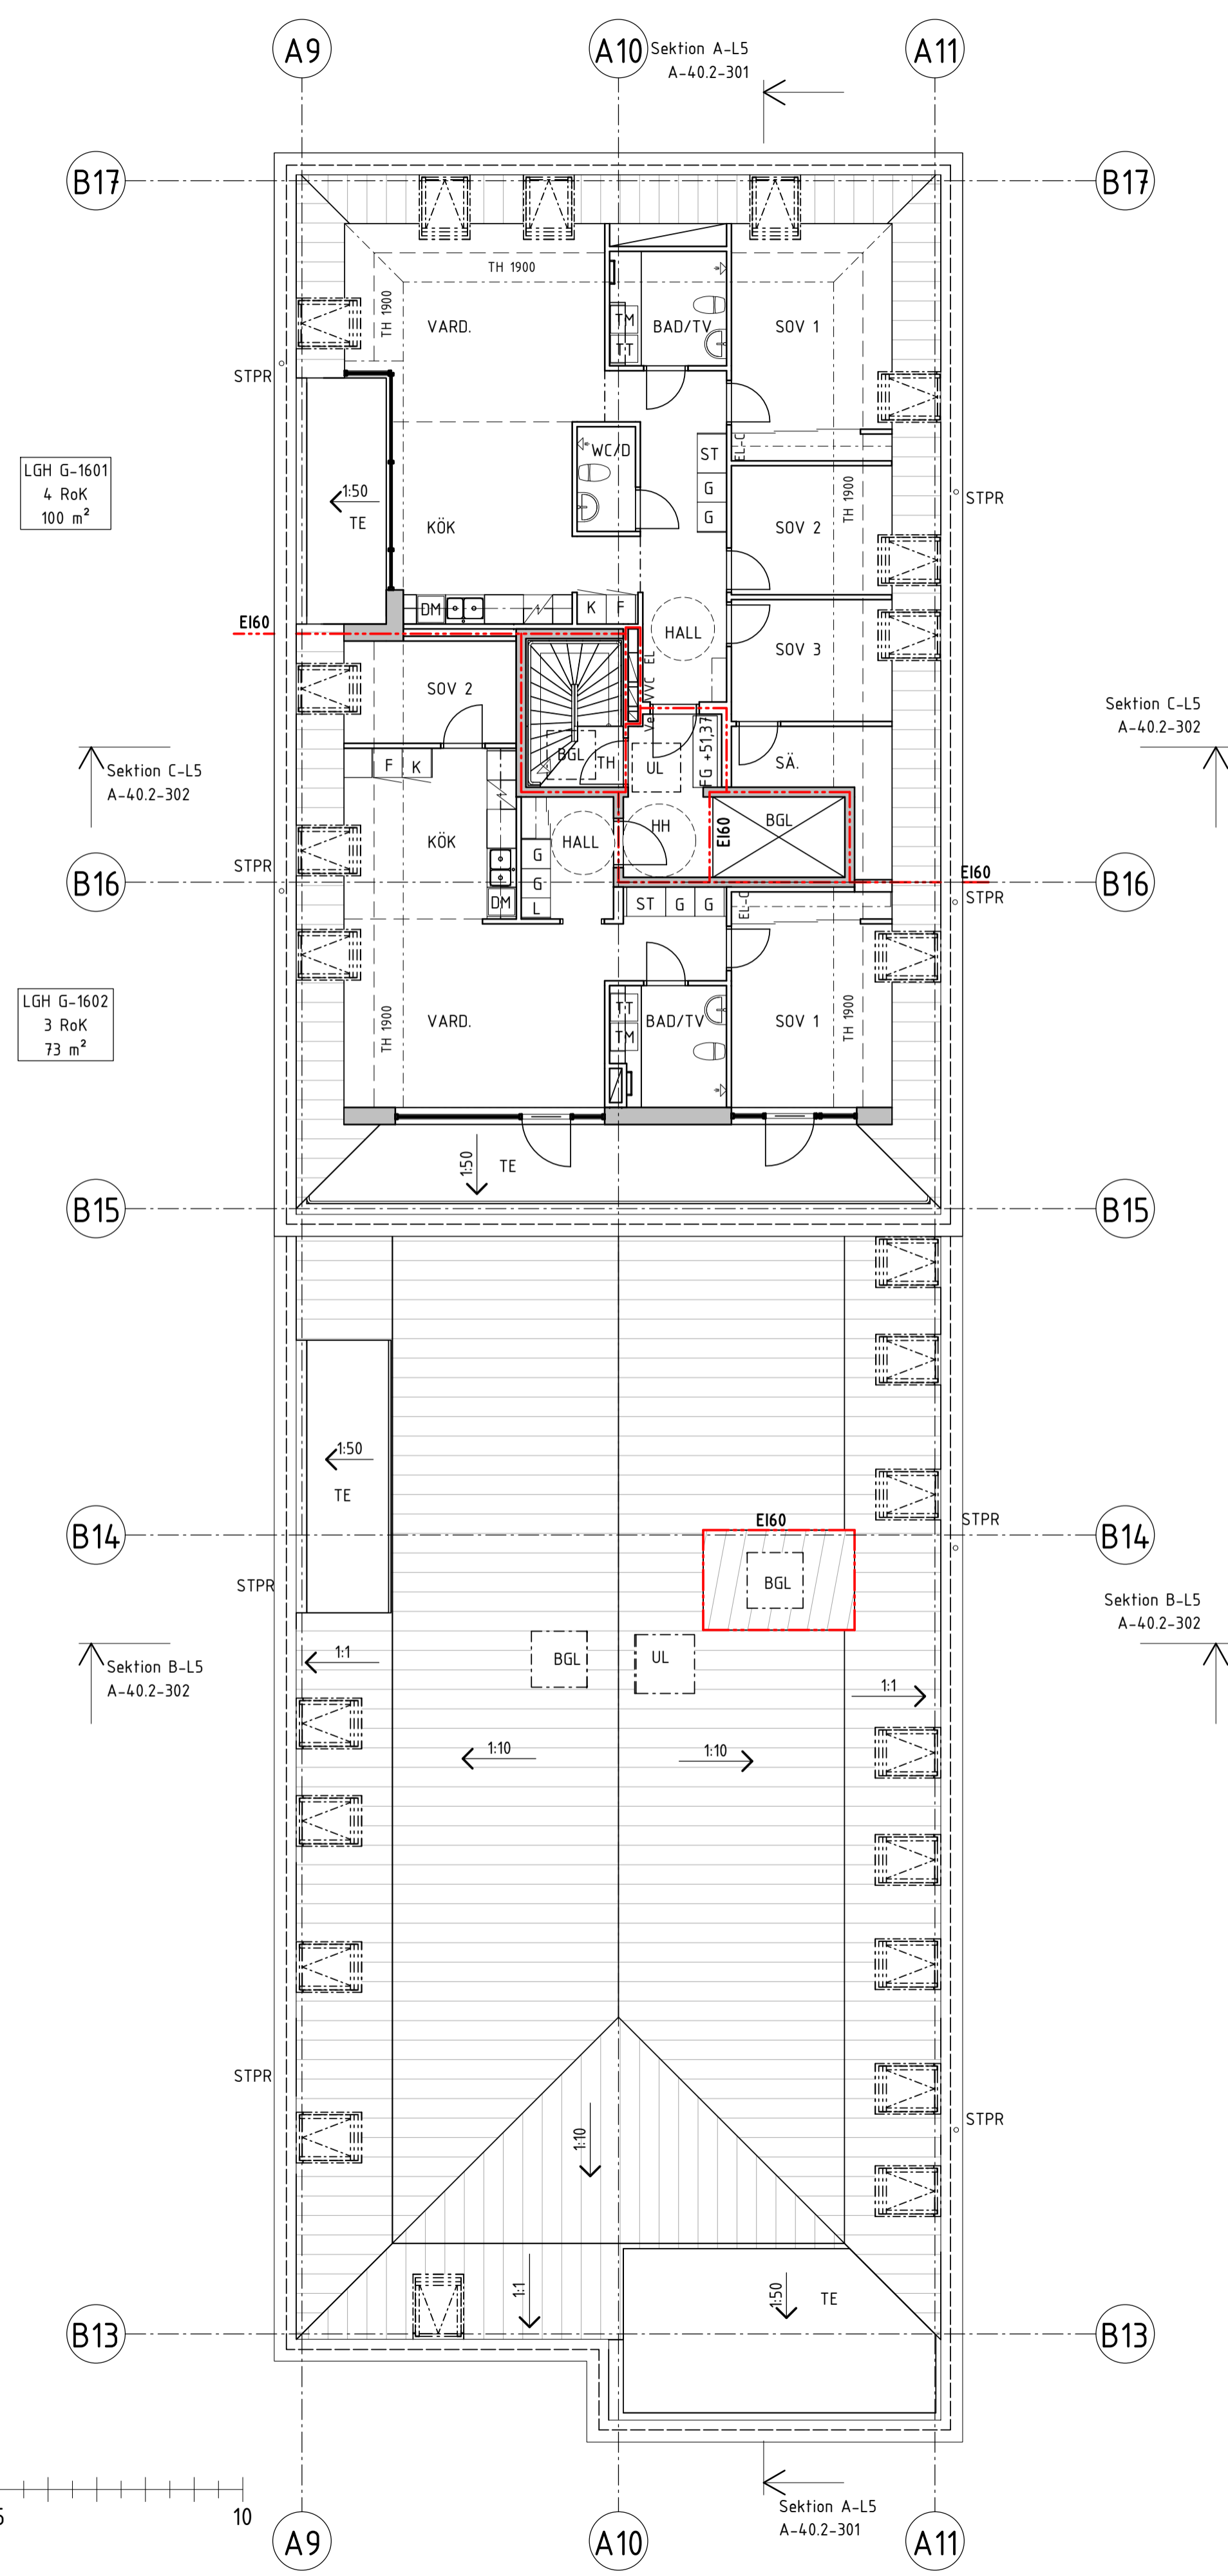 A9
A10
A11
Sektion A-L5
A-40.2-301
B17
B17
TH 1900
TH 1900
VARD.
TM
TT
BAD/TV
SOV 1
STPR
WC/D
ST
EL-C
G
G
LGH G-1601
4 RoK
100 m²
1:50
TE
KÖK
SOV 2
TH 1900
STPR
DM
K
F
EI60
HALL
SOV 3
SOV 2
VVC EL
BGL
TH
UL
FG +51,37
SÄ.
Sektion C-L5
A-40.2-302
Sektion C-L5
A-40.2-302
F
K
KÖK
HALL
HH
EI60
BGL
G
G
L
DM
STPR
B16
EI60
B16
STPR
ST
G
G
EL-C
LGH G-1602
3 RoK
73 m²
TH 1900
VARD.
TT
TM
BAD/TV
SOV 1
TH 1900
1:50
TE
B15
B15
1:50
TE
B14
EI60
STPR
B14
BGL
STPR
Sektion B-L5
A-40.2-302
1:1
BGL
UL
Sektion B-L5
A-40.2-302
1:1
1:10
1:10
STPR
STPR
1:10
1:1
1:50
TE
B13
B13
10
Sektion A-L5
A-40.2-301
A9
A10
A11